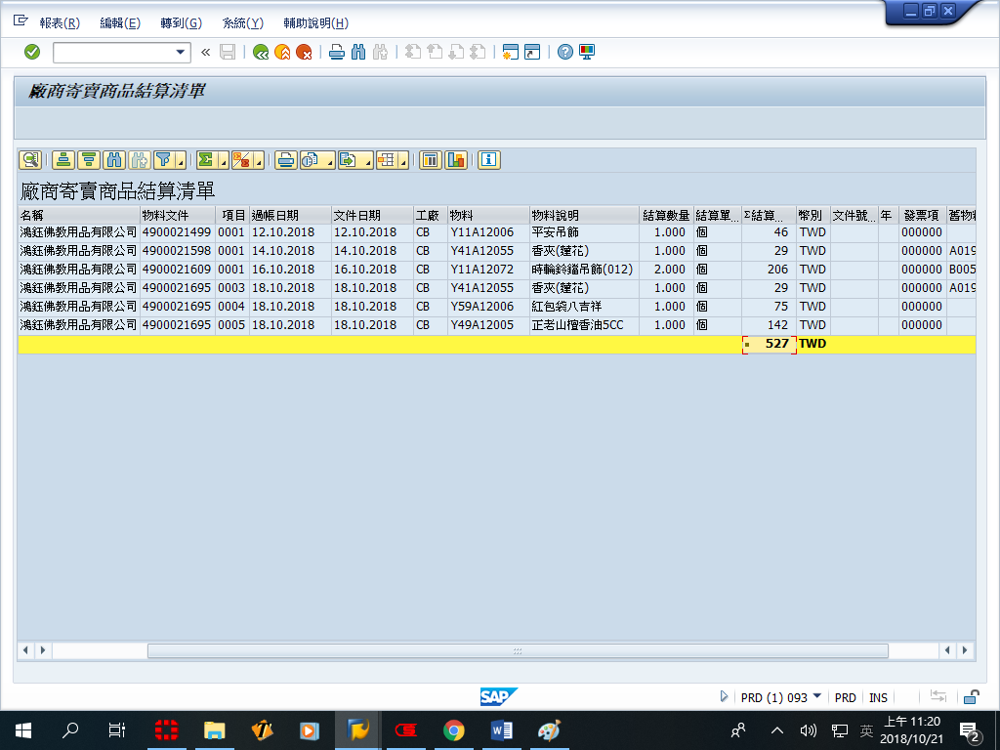 報表(R) 編輯(E) 轉到(G) 系統(Y) 輔助說明(H)
廠商寄賣商品結算清單
廠商寄賣商品結算清單
名稱 物料文件 項目 過帳日期 文件日期 工廠 物料 物料說明 結算數量 結算單... Σ結算... 幣別 文件號... 年 發票項 舊物料
鴻鈺佛教用品有限公司 4900021499 0001 12.10.2018 12.10.2018 CB Y11A12006 平安吊飾 1.000 個 46 TWD 000000
鴻鈺佛教用品有限公司 4900021598 0001 14.10.2018 14.10.2018 CB Y41A12055 香夾(蓮花) 1.000 個 29 TWD 000000 A019
鴻鈺佛教用品有限公司 4900021609 0001 16.10.2018 16.10.2018 CB Y11A12072 時輪鈴鐺吊飾(012) 2.000 個 206 TWD 000000 B005
鴻鈺佛教用品有限公司 4900021695 0003 18.10.2018 18.10.2018 CB Y41A12055 香夾(蓮花) 1.000 個 29 TWD 000000 A019
鴻鈺佛教用品有限公司 4900021695 0004 18.10.2018 18.10.2018 CB Y59A12006 紅包袋八吉祥 1.000 個 75 TWD 000000
鴻鈺佛教用品有限公司 4900021695 0005 18.10.2018 18.10.2018 CB Y49A12005 正老山檀香油5CC 1.000 個 142 TWD 000000
527 TWD
SAP PRD (1) 093 PRD INS
英 上午 11:20
2018/10/21
2